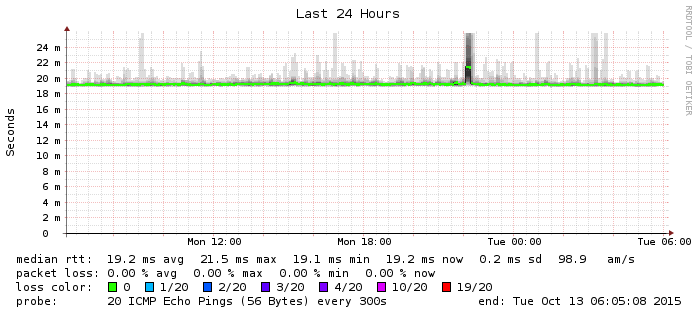 Last 24 Hours
RRDTOOL / TOBI OETIKER
Seconds
24 m
22 m
20 m
18 m
16 m
14 m
12 m
10 m
8 m
6 m
4 m
2 m
0
Mon 12:00 Mon 18:00 Tue 00:00 Tue 06:00
median rtt: 19.2 ms avg 21.5 ms max 19.1 ms min 19.2 ms now 0.2 ms sd 98.9 am/s
packet loss: 0.00 % avg 0.00 % max 0.00 % min 0.00 % now
loss color: 0 1/20 2/20 3/20 4/20 10/20 19/20
probe: 20 ICMP Echo Pings (56 Bytes) every 300s end: Tue Oct 13 06:05:08 2015